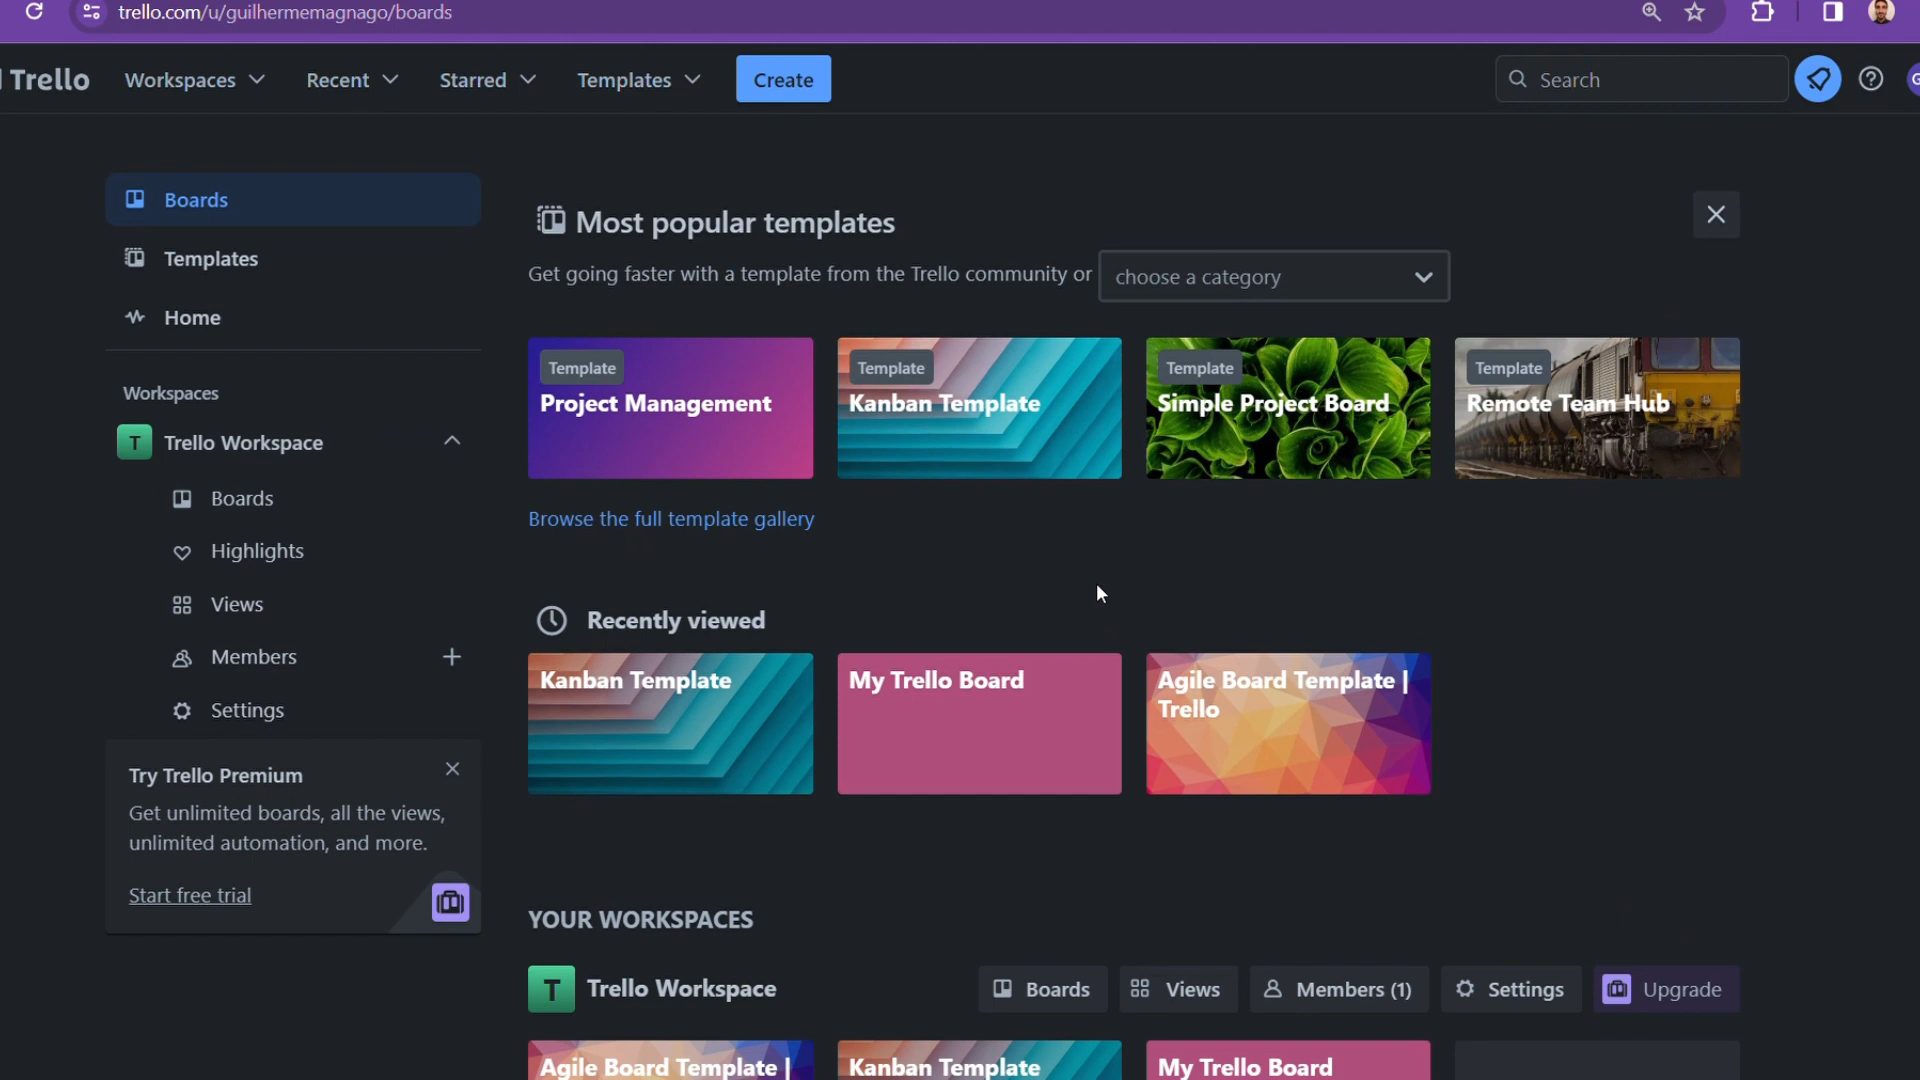 trello.com/u/guilhermemagnago/boards
Trello
Workspaces
Recent
Starred
Templates
Create
Search
G
Boards
Templates
Home
Workspaces
T Trello Workspace
Boards
Highlights
Views
Members
Settings
Try Trello Premium
Get unlimited boards, all the views,
unlimited automation, and more.
Start free trial
Most popular templates
Get going faster with a template from the Trello community or
choose a category
Template
Project Management
Template
Kanban Template
Template
Simple Project Board
Template
Remote Team Hub
Browse the full template gallery
Recently viewed
Kanban Template
My Trello Board
Agile Board Template |
Trello
YOUR WORKSPACES
T Trello Workspace
Boards
Views
Members (1)
Settings
Upgrade
Agile Board Template |
Kanban Template
My Trello Board